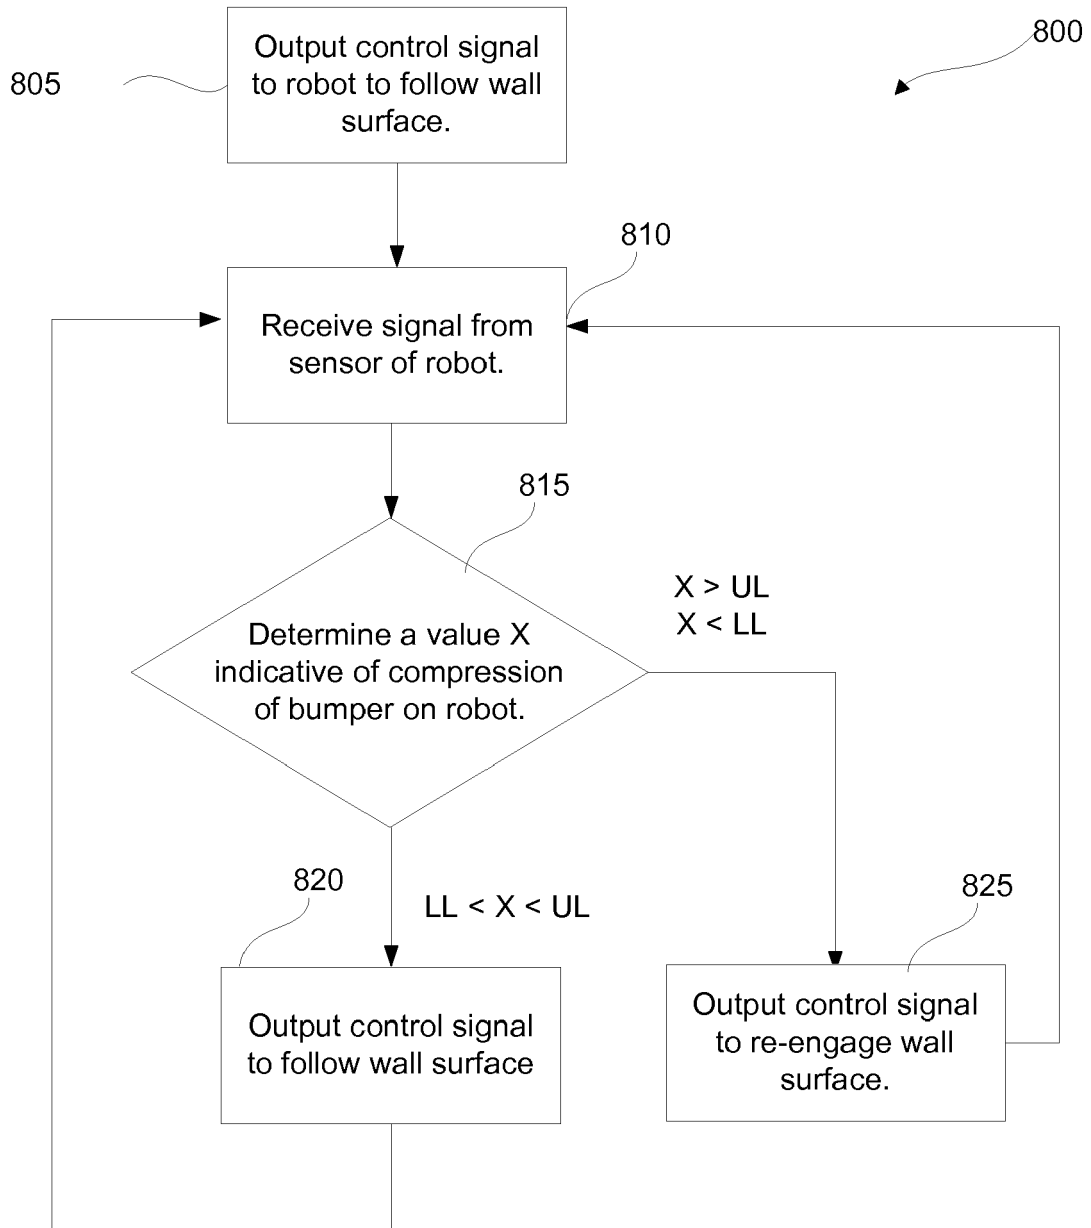 800
805
Output control signal
to robot to follow wall
surface.
810
Receive signal from
sensor of robot.
815
Determine a value X
indicative of compression
of bumper on robot.
X > UL
X < LL
820
LL < X < UL
825
Output control signal
to follow wall surface
Output control signal
to re-engage wall
surface.